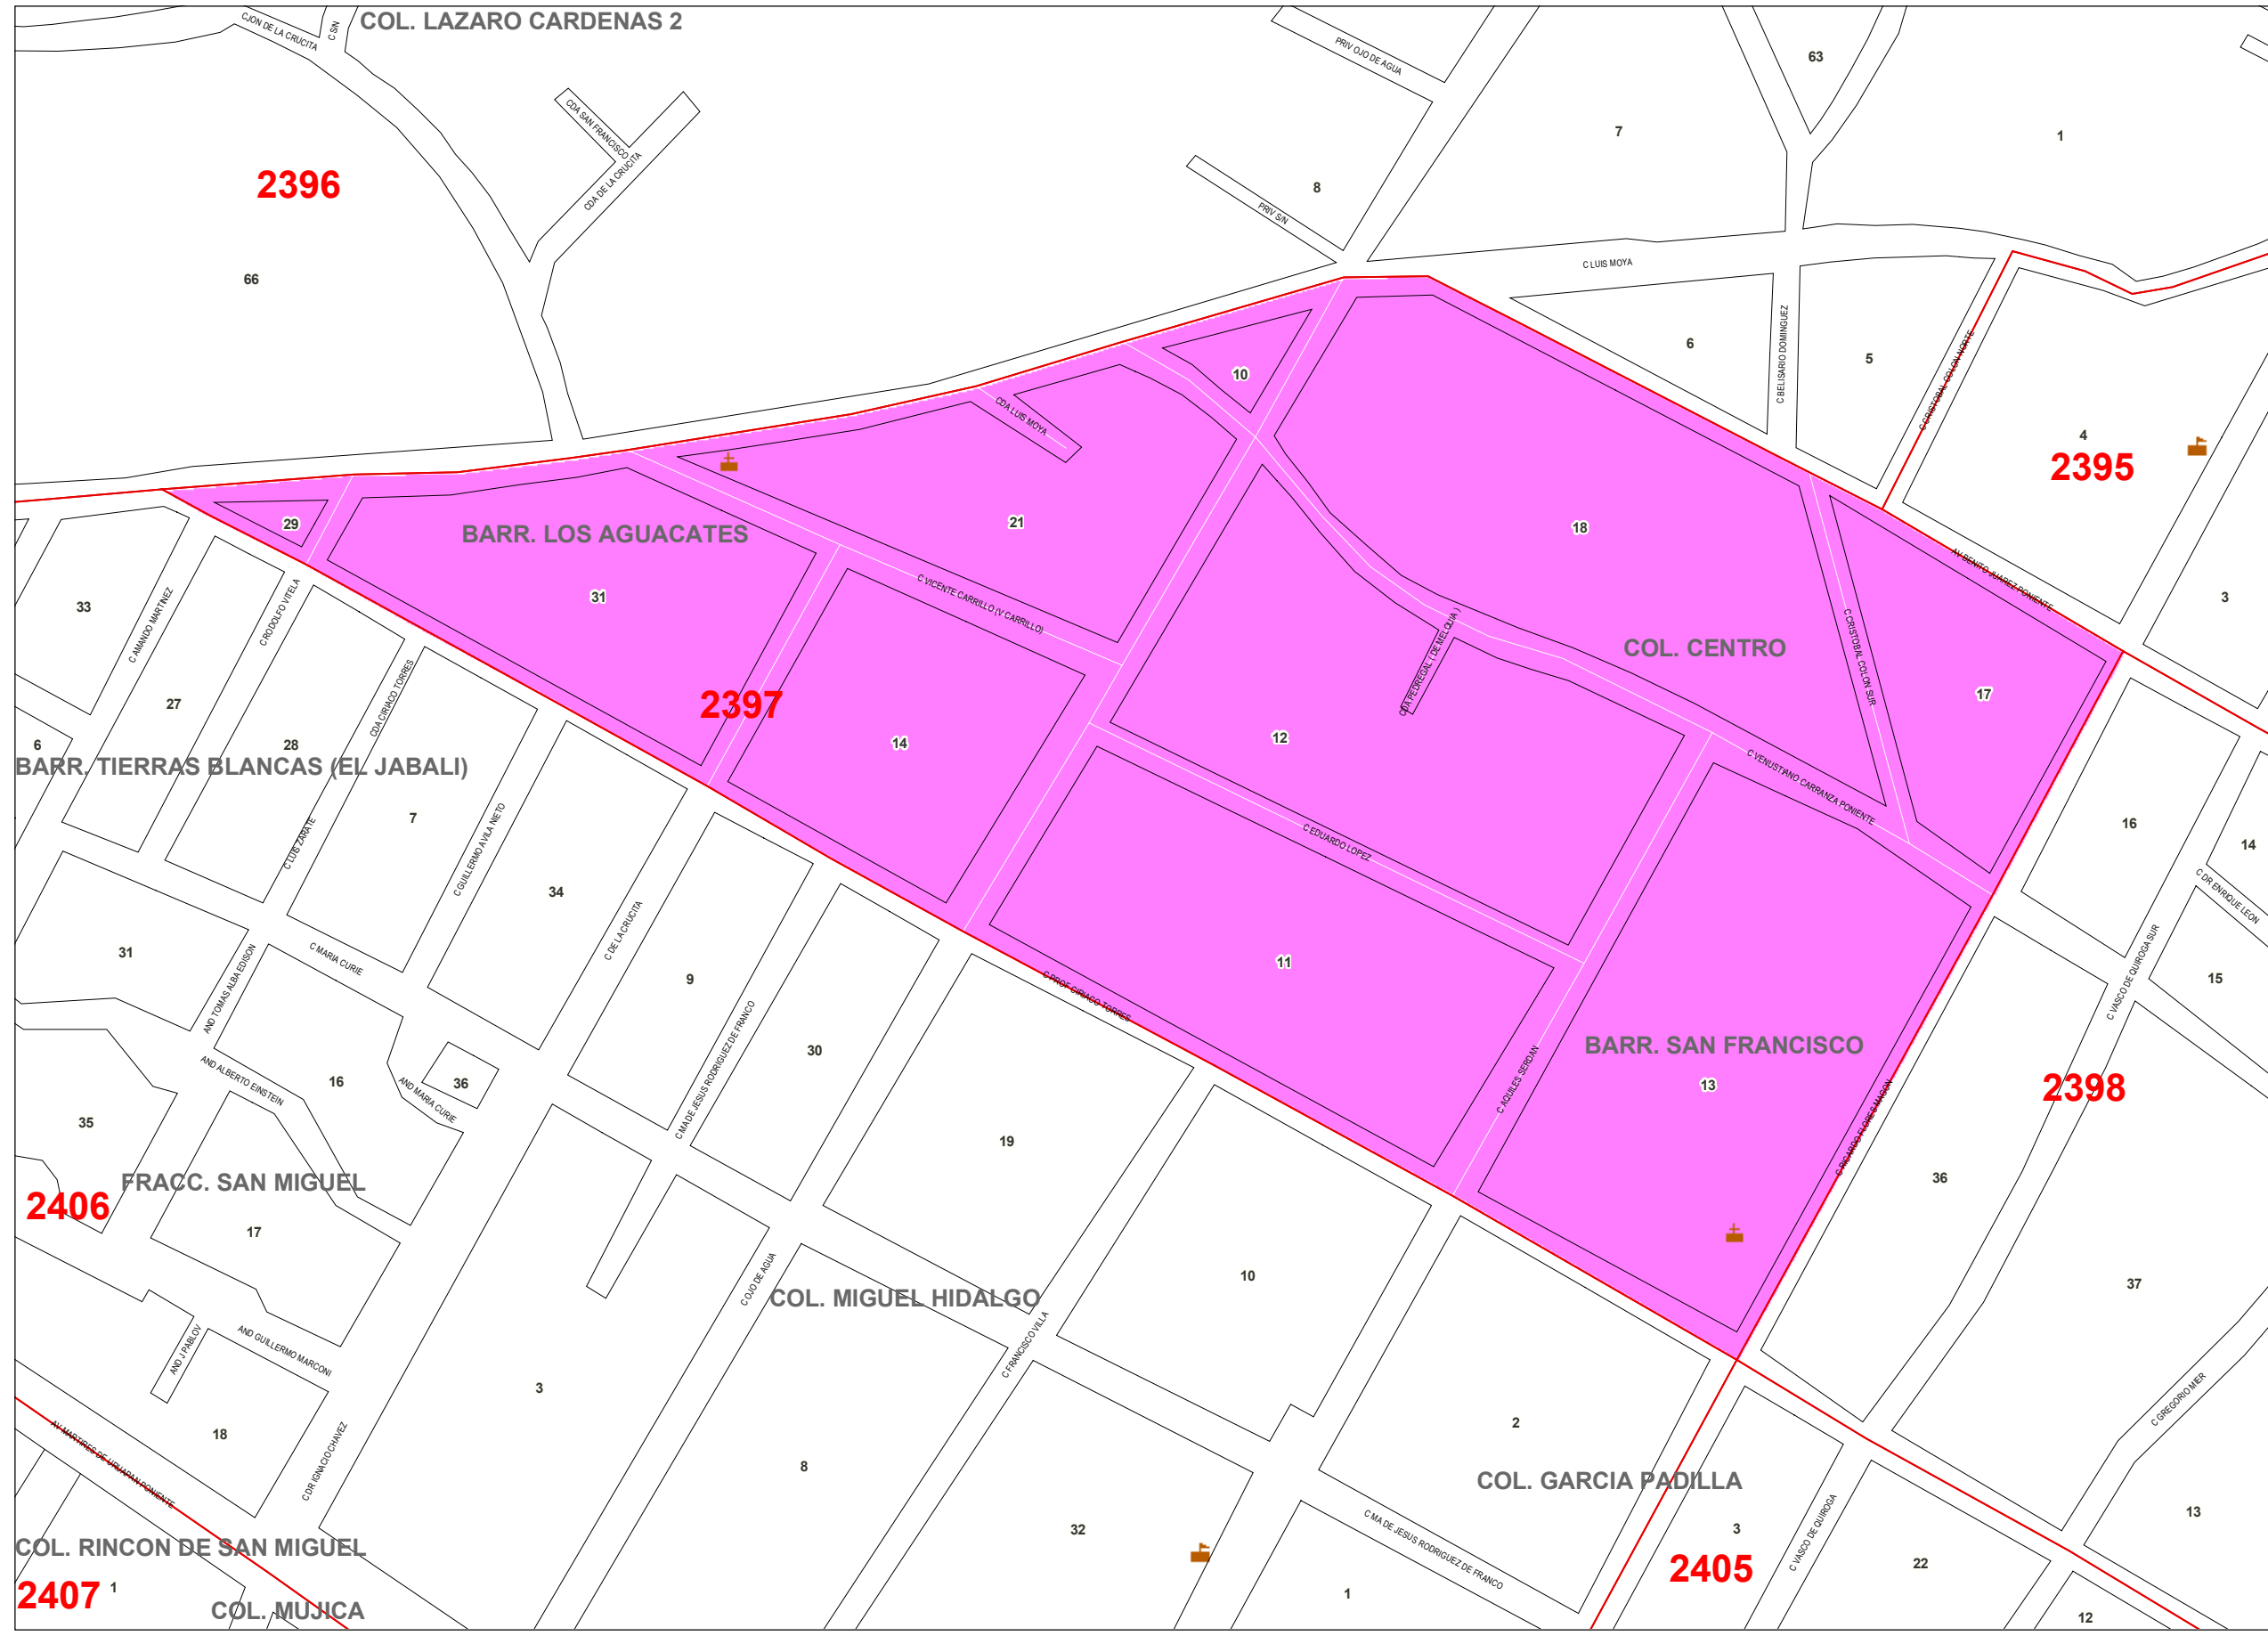 COL. LAZARO CARDENAS 2
CJON DE LA CRUCITA
C S/N
PRIV OJO DE AGUA
63
7
1
CDA SAN FRANCISCO
CDA DE LA CRUCITA
2396
8
PRIV S/N
66
C LUIS MOYA
C BELISARIO DOMINGUEZ
6
5
C CRISTOBAL COLON NORTE
10
CDA LUIS MOYA
4
2395
29
BARR. LOS AGUACATES
21
18
AV BENITO JUAREZ PONIENTE
3
33
C AMANDO MARTINEZ
C RODOLFO VITELA
31
C VICENTE CARRILLO (V CARRILLO)
CDA PEDREGAL ( DE MELQUIA )
COL. CENTRO
C CRISTOBAL COLON SUR
17
27
CDA CIRIACO TORRES
2397
6
28
14
12
BARR. TIERRAS BLANCAS (EL JABALI)
C VENUSTIANO CARRANZA PONIENTE
7
C LUIS ZARATE
C GUILLERMO AVILA NIETO
C EDUARDO LOPEZ
16
14
C DR ENRIQUE LEON
34
C DE LA CRUCITA
31
AND TOMAS ALBA EDISON
C MARIA CURIE
9
11
C PROF CIRIACO TORRES
C VASCO DE QUIROGA SUR
15
C MA DE JESUS RODRIGUEZ DE FRANCO
30
BARR. SAN FRANCISCO
C AQUILES SERDAN
13
2398
AND ALBERTO EINSTEIN
16
AND MARIA CURIE
36
35
19
C RICARDO FLORES MAGON
36
FRACC. SAN MIGUEL
2406
17
C OJO DE AGUA
10
37
COL. MIGUEL HIDALGO
AND J PABLOV
AND GUILLERMO MARCONI
C FRANCISCO VILLA
3
C GREGORIO MIER
18
2
AV MARTIRES DE URUAPAN PONIENTE
C DR IGNACIO CHAVEZ
8
COL. GARCIA PADILLA
32
C MA DE JESUS RODRIGUEZ DE FRANCO
3
C VASCO DE QUIROGA
13
COL. RINCON DE SAN MIGUEL
2405
22
2407
1
1
COL. MUJICA
12